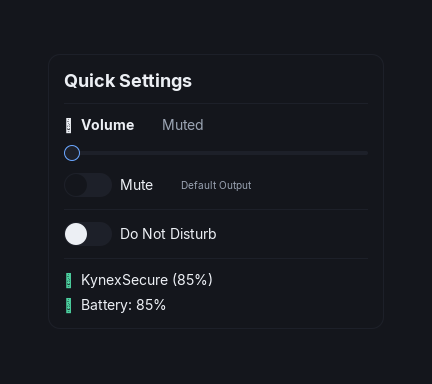 Quick Settings
Volume Muted
Mute Default Output
Do Not Disturb
KynexSecure (85%)
Battery: 85%